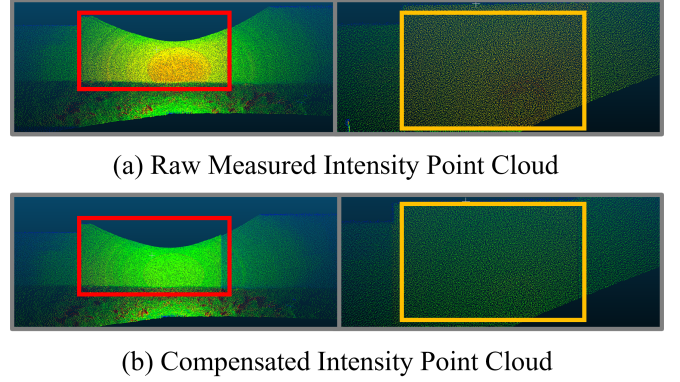 (a) Raw Measured Intensity Point Cloud
(b) Compensated Intensity Point Cloud